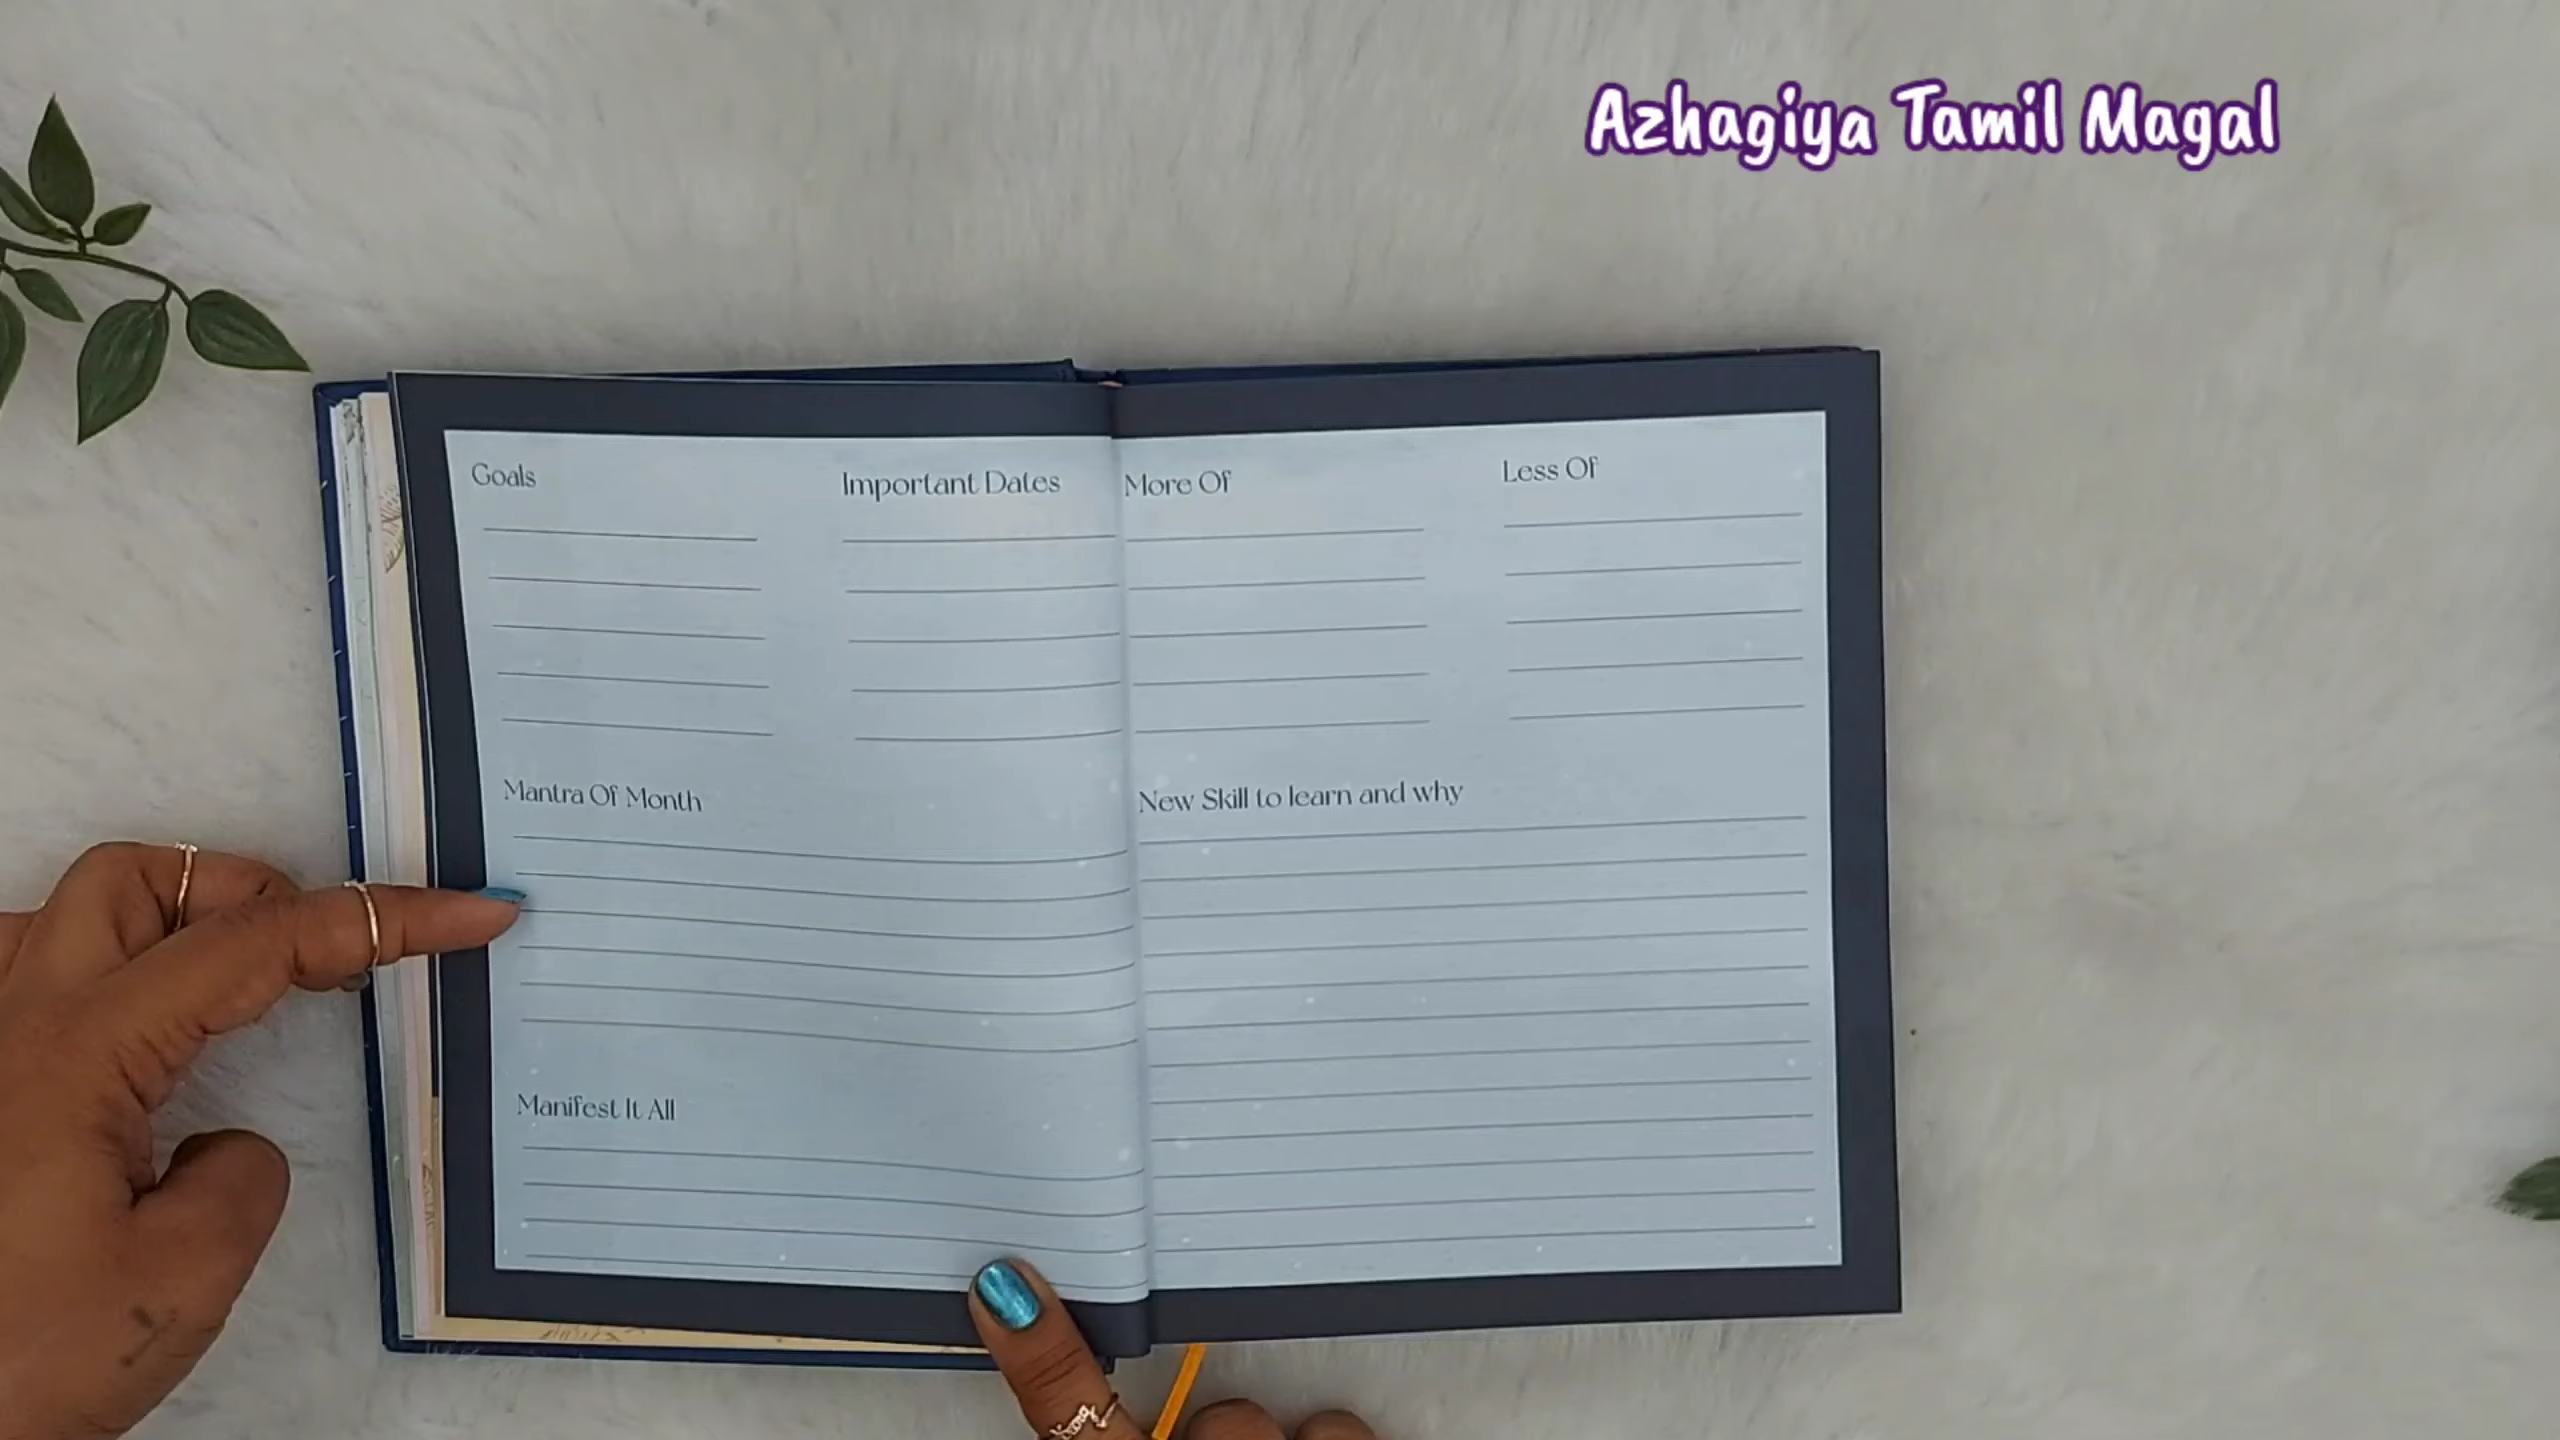 Azhagiya Tamil Magal
Goals
Important Dates
More Of
Less Of
Mantra Of Month
New Skill to learn and why
Manifest It All